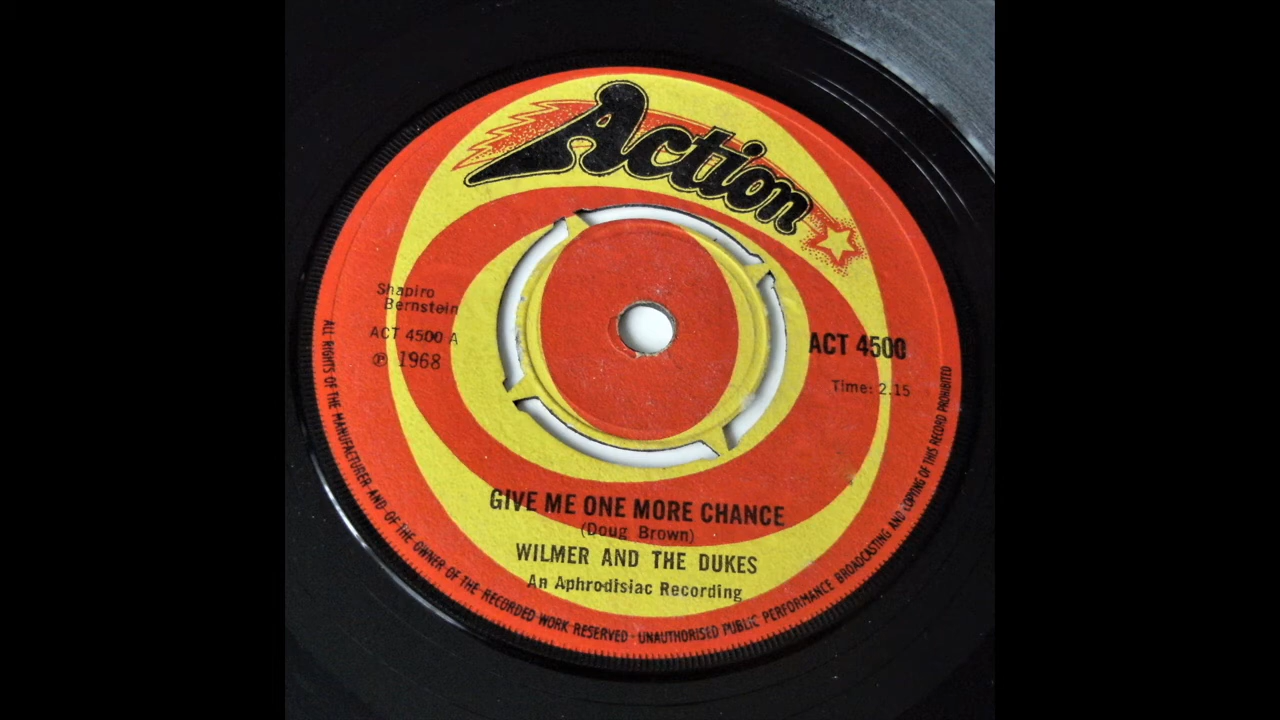 Action
Shapiro
Bernstein
ACT 4500 A
℗ 1968
ACT 4500
Time: 2.15
GIVE ME ONE MORE CHANCE
(Doug Brown)
WILMER AND THE DUKES
An Aphrodisiac Recording
ALL RIGHTS OF THE MANUFACTURER AND OF THE OWNER OF THE RECORDED WORK RESERVED · UNAUTHORISED PUBLIC PERFORMANCE BROADCASTING AND COPYING OF THIS RECORD PROHIBITED